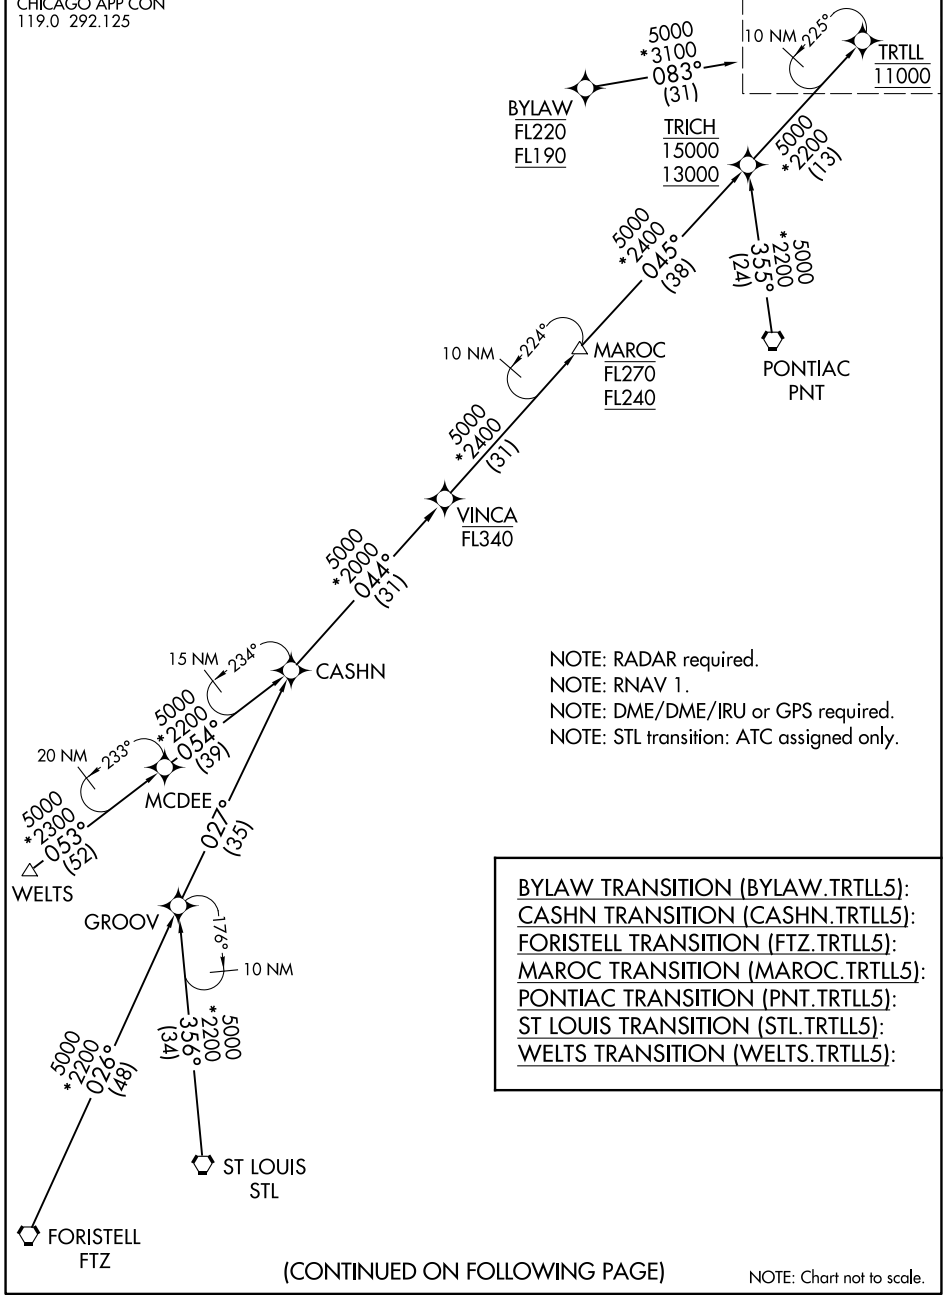 CHICAGO APP CON
119.0 292.125
10 NM
225°
TRTLL
11000
5000
*3100
083°
(31)
BYLAW
FL220
FL190
TRICH
15000
13000
5000
*2200
(13)
5000
*2400
045°
(38)
5000
*2200
355°
(24)
PONTIAC
PNT
10 NM
224°
MAROC
FL270
FL240
5000
*2400
(31)
VINCA
FL340
5000
*2000
044°
(31)
15 NM
234°
CASHN
5000
*2200
054°
(39)
20 NM
233°
MCDEE
5000
*2300
053°
(52)
WELTS
027°
(35)
GROOV
176°
10 NM
5000
*2200
026°
(48)
5000
*2200
356°
(34)
ST LOUIS
STL
FORISTELL
FTZ
NOTE: RADAR required.
NOTE: RNAV 1.
NOTE: DME/DME/IRU or GPS required.
NOTE: STL transition: ATC assigned only.
BYLAW TRANSITION (BYLAW.TRTLL5):
CASHN TRANSITION (CASHN.TRTLL5):
FORISTELL TRANSITION (FTZ.TRTLL5):
MAROC TRANSITION (MAROC.TRTLL5):
PONTIAC TRANSITION (PNT.TRTLL5):
ST LOUIS TRANSITION (STL.TRTLL5):
WELTS TRANSITION (WELTS.TRTLL5):
(CONTINUED ON FOLLOWING PAGE)
NOTE: Chart not to scale.